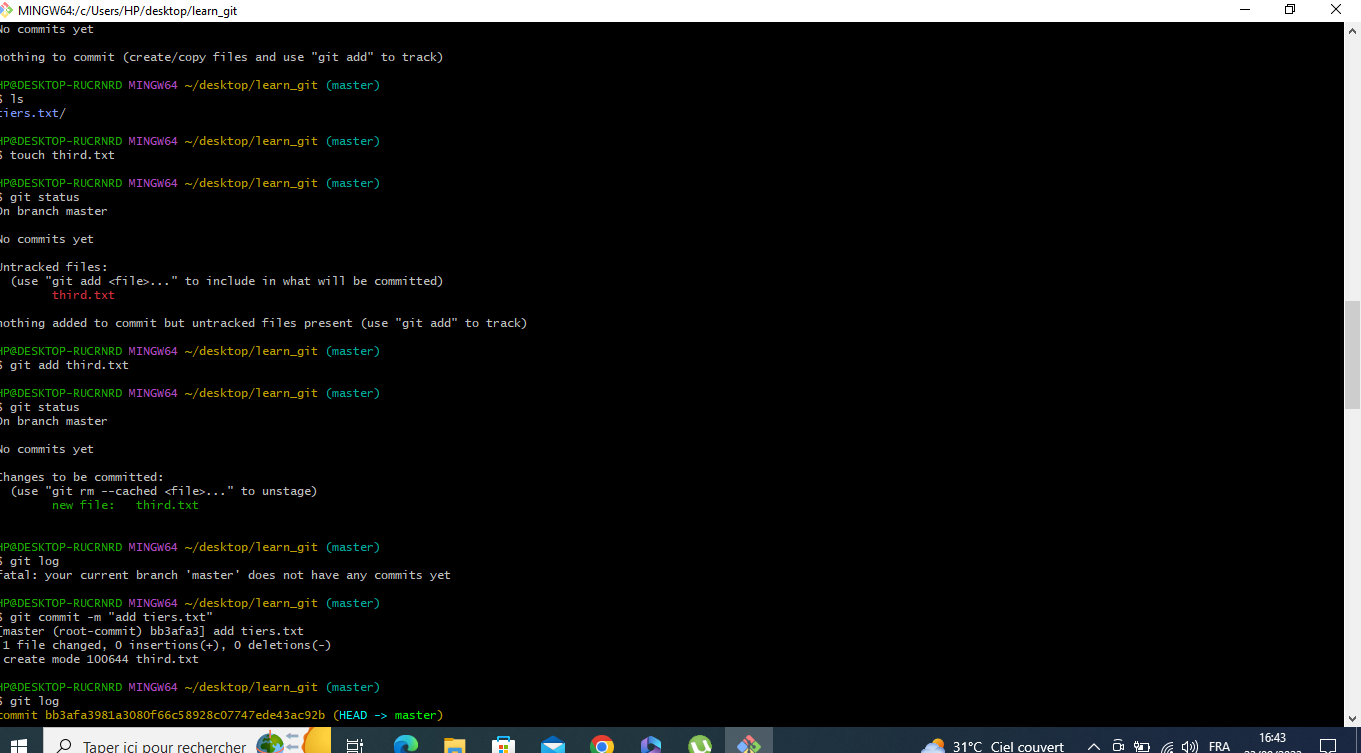 MINGW64:/c/Users/HP/desktop/learn_git
No commits yet
nothing to commit (create/copy files and use "git add" to track)
HP@DESKTOP-RUCRNRD MINGW64 ~/desktop/learn_git (master)
$ ls
tiers.txt/
HP@DESKTOP-RUCRNRD MINGW64 ~/desktop/learn_git (master)
$ touch third.txt
HP@DESKTOP-RUCRNRD MINGW64 ~/desktop/learn_git (master)
$ git status
On branch master
No commits yet
Untracked files:
(use "git add <file>..." to include in what will be committed)
third.txt
nothing added to commit but untracked files present (use "git add" to track)
HP@DESKTOP-RUCRNRD MINGW64 ~/desktop/learn_git (master)
$ git add third.txt
HP@DESKTOP-RUCRNRD MINGW64 ~/desktop/learn_git (master)
$ git status
On branch master
No commits yet
Changes to be committed:
(use "git rm --cached <file>..." to unstage)
new file:   third.txt
HP@DESKTOP-RUCRNRD MINGW64 ~/desktop/learn_git (master)
$ git log
fatal: your current branch 'master' does not have any commits yet
HP@DESKTOP-RUCRNRD MINGW64 ~/desktop/learn_git (master)
$ git commit -m "add tiers.txt"
[master (root-commit) bb3afa3] add tiers.txt
1 file changed, 0 insertions(+), 0 deletions(-)
create mode 100644 third.txt
HP@DESKTOP-RUCRNRD MINGW64 ~/desktop/learn_git (master)
$ git log
commit bb3afa3981a3080f66c58928c07747ede43ac92b (HEAD -> master)
Taper ici pour rechercher
31°C Ciel couvert
FRA
16:43